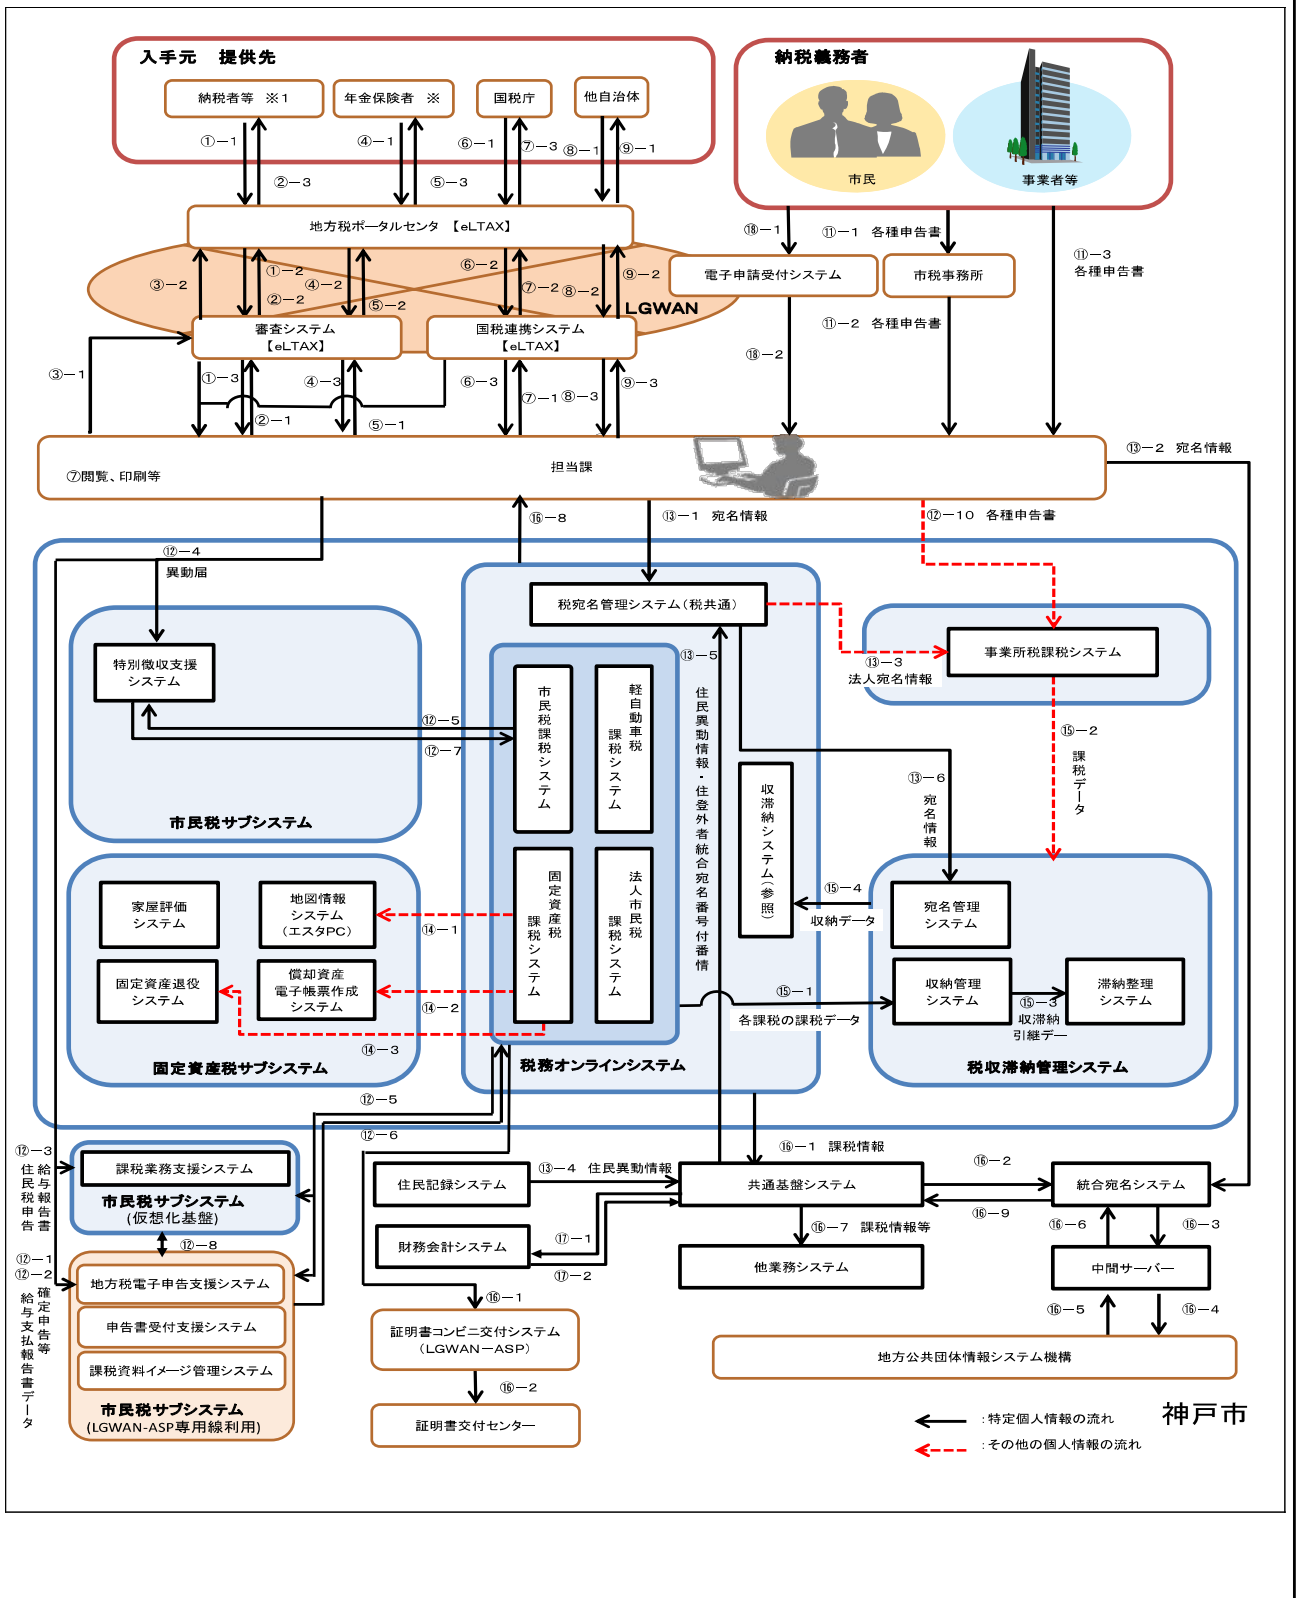 入手元　提供先
納税者等　※１
年金保険者　※
国税庁
他自治体
①－1
②－3
④－1
⑤－3
⑥－1
⑦－3
⑧－1
⑨－1
納税義務者
市民
事業者等
地方税ポータルセンタ　【eLTAX】
③－2
①－2
②－2
④－2
⑤－2
⑥－2
⑦－2
⑧－2
⑨－2
LGWAN
⑱－1
⑪－1　各種申告書
⑪－3
各種申告書
電子申請受付システム
市税事務所
⑪－2　各種申告書
⑱－2
審査システム
【eLTAX】
国税連携システム
【eLTAX】
③－1
①－3
②－1
④－3
⑤－1
⑥－3
⑦－1
⑧－3
⑨－3
担当課
⑦閲覧、印刷等
⑬－2　宛名情報
⑯－8
⑬－1　宛名情報
⑫－10　各種申告書
⑫－4
異動届
税宛名管理システム（税共通）
特別徴収支援
システム
市民税サブシステム
⑫－5
⑫－7
市民税課税システム
軽自動車税
課税システム
固定資産税
課税システム
法人市民税
課税システム
⑬－5
住民異動情報・住登外者統合宛名番号付番情
収滞納システム（参照）
⑬－3
法人宛名情報
事業所税課税システム
⑮－2
課税データ
⑬－6
宛名情報
⑮－4
収納データ
宛名管理
システム
収納管理
システム
⑮－3
収滞納
引継デー
滞納整理
システム
税収滞納管理システム
⑮－1
各課税の課税データ
家屋評価
システム
地図情報
システム
（エスタPC）
固定資産退役
システム
償却資産
電子帳票作成
システム
⑭－1
⑭－2
⑭－3
固定資産税サブシステム
税務オンラインシステム
⑫－5
⑫－6
⑫－3
給与報告書
住民税申告
課税業務支援システム
市民税サブシステム
(仮想化基盤)
⑫－8
⑫－1
⑫－2
確定申告等
給与支払報告書データ
地方税電子申告支援システム
申告書受付支援システム
課税資料イメージ管理システム
市民税サブシステム
(LGWAN-ASP専用線利用)
住民記録システム
⑬－4　住民異動情報
⑯－1　課税情報
共通基盤システム
⑯－2
⑯－9
統合宛名システム
財務会計システム
⑰－1
⑰－2
⑯－7　課税情報等
他業務システム
⑯－6
⑯－3
中間サーバー
⑯－5
⑯－4
地方公共団体情報システム機構
⑯－1
証明書コンビニ交付システム
（LGWAN－ASP）
⑯－2
証明書交付センター
：特定個人情報の流れ
：その他の個人情報の流れ
神戸市